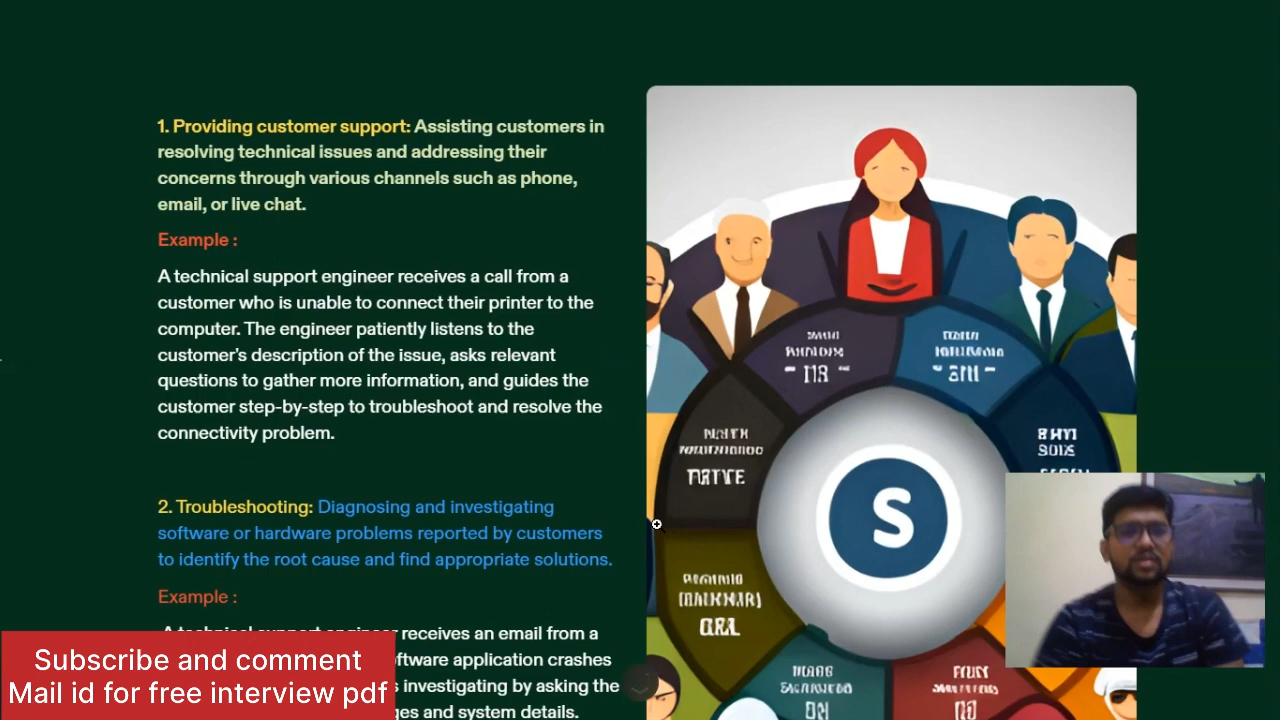 1. Providing customer support: Assisting customers in
resolving technical issues and addressing their
concerns through various channels such as phone,
email, or live chat.
Example :
A technical support engineer receives a call from a
customer who is unable to connect their printer to the
computer. The engineer patiently listens to the
customer's description of the issue, asks relevant
questions to gather more information, and guides the
customer step-by-step to troubleshoot and resolve the
connectivity problem.
2. Troubleshooting: Diagnosing and investigating
software or hardware problems reported by customers
to identify the root cause and find appropriate solutions.
Example :
A technical support engineer receives an email from a
application crashes
investigating by asking the
and system details.
S
Subscribe and comment
Mail id for free interview pdf